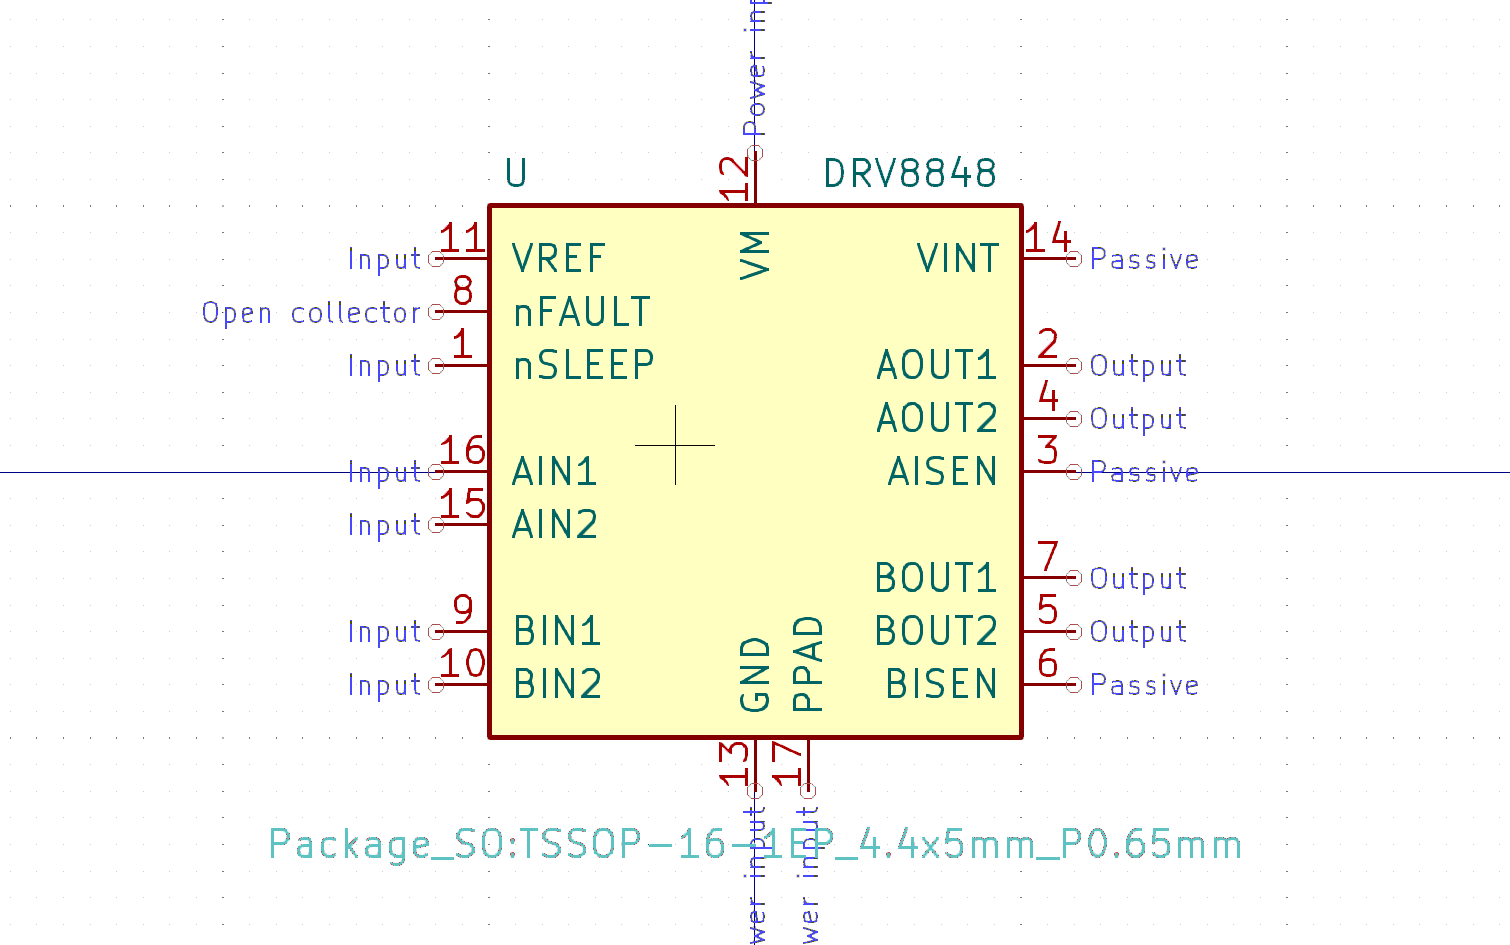 Power inp
12
U
DRV8848
VM
Input 11 VREF
Open collector 8 nFAULT
Input 1 nSLEEP
Input 16 AIN1
Input 15 AIN2
Input 9 BIN1
Input 10 BIN2
VINT 14 Passive
AOUT1 2 Output
AOUT2 4 Output
AISEN 3 Passive
BOUT1 7 Output
BOUT2 5 Output
BISEN 6 Passive
GND
PPAD
13
17
wer input
wer input
Package_SO:TSSOP-16-1EP_4.4x5mm_P0.65mm